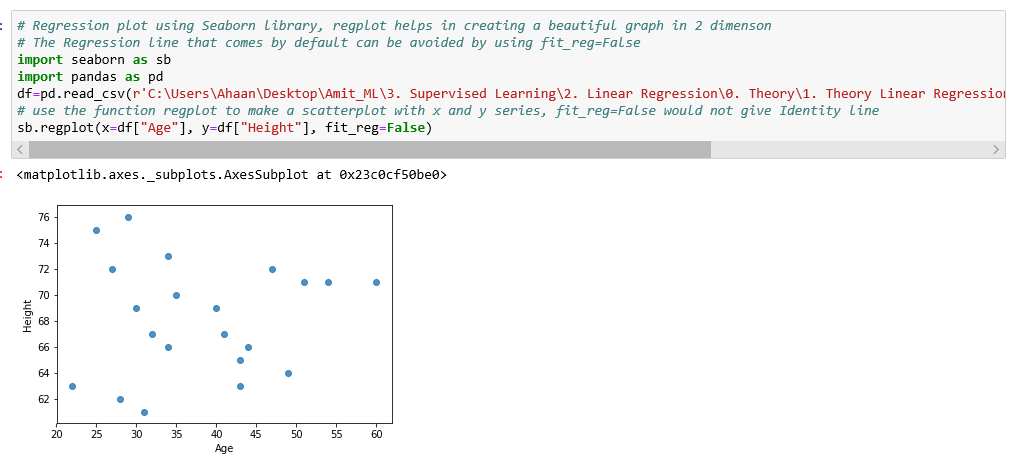 # Regression plot using Seaborn library, regplot helps in creating a beautiful graph in 2 dimenson
# The Regression line that comes by default can be avoided by using fit_reg=False
import seaborn as sb
import pandas as pd
df=pd.read_csv(r'C:\Users\Ahaan\Desktop\Amit_ML\3. Supervised Learning\2. Linear Regression\0. Theory\1. Theory Linear Regression
# use the function regplot to make a scatterplot with x and y series, fit_reg=False would not give Identity line
sb.regplot(x=df["Age"], y=df["Height"], fit_reg=False)
<matplotlib.axes._subplots.AxesSubplot at 0x23c0cf50be0>
76
74
72
70
68
66
64
62
Height
20 25 30 35 40 45 50 55 60
Age